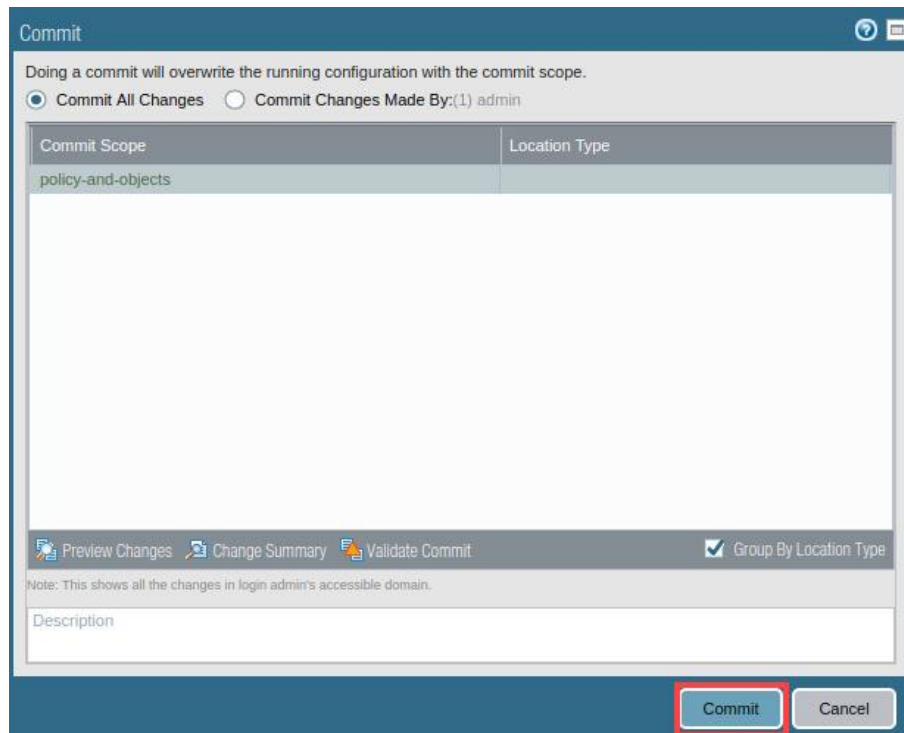 Commit
Doing a commit will overwrite the running configuration with the commit scope.
Commit All Changes Commit Changes Made By:(1) admin
Commit Scope Location Type
policy-and-objects
Preview Changes Change Summary Validate Commit Group By Location Type
Note: This shows all the changes in login admin's accessible domain.
Description
Commit Cancel